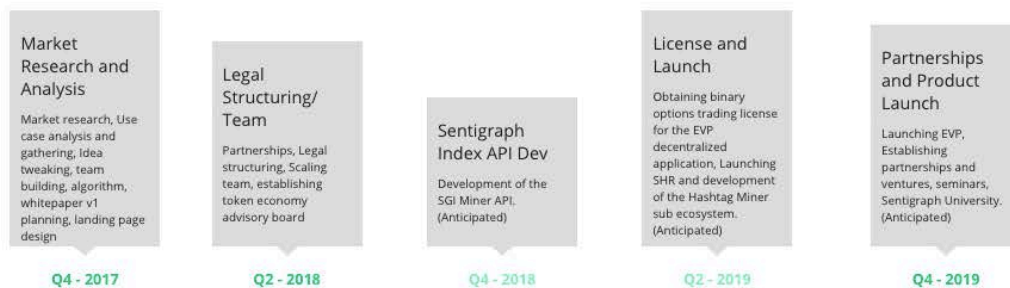 Market
Research and
Analysis
Market research, Use
case analysis and
gathering, Idea
tweaking, team
building, algorithm,
whitepaper v1
planning, landing page
design
Q4 - 2017
Legal
Structuring/
Team
Partnerships, Legal
structuring, Scaling
team, establishing
token economy
advisory board
Q2 - 2018
Sentigraph
Index API Dev
Development of the
SGI Miner API.
(Anticipated)
Q4 - 2018
License and
Launch
Obtaining binary
options trading license
for the EVP
decentralized
application, Launching
SHR and development
of the Hashtag Miner
sub ecosystem.
(Anticipated)
Q2 - 2019
Partnerships
and Product
Launch
Launching EVP,
Establishing
partnerships and
ventures, seminars,
Sentigraph University.
(Anticipated)
Q4 - 2019